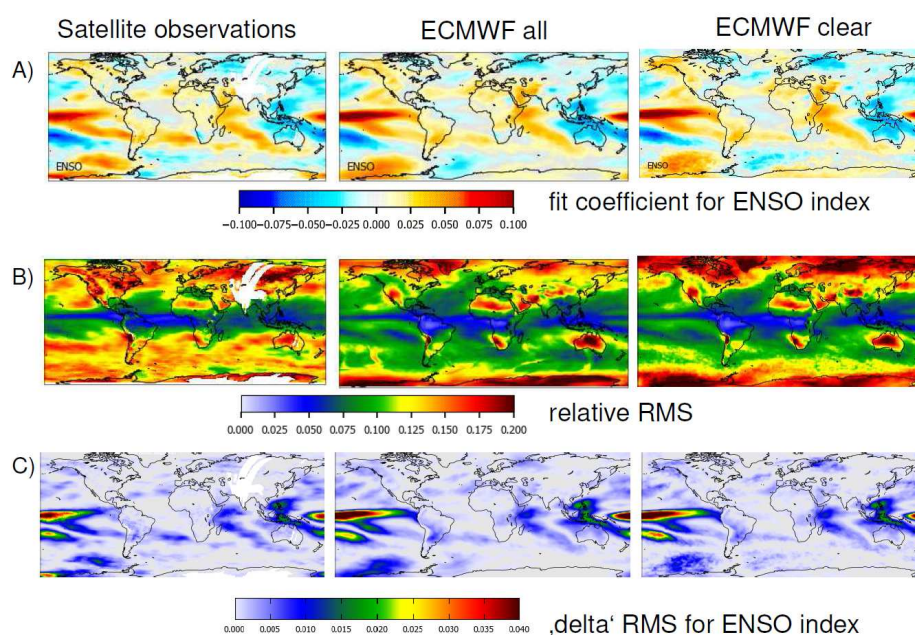 Satellite observations ECMWF all ECMWF clear
A)
ENSO ENSO ENSO
−0.100−0.075−0.050−0.025 0.000 0.025 0.050 0.075 0.100
fit coefficient for ENSO index
B)
0.000 0.025 0.050 0.075 0.100 0.125 0.150 0.175 0.200
relative RMS
C)
0.000 0.005 0.010 0.015 0.020 0.025 0.030 0.035 0.040
‚delta‘ RMS for ENSO index